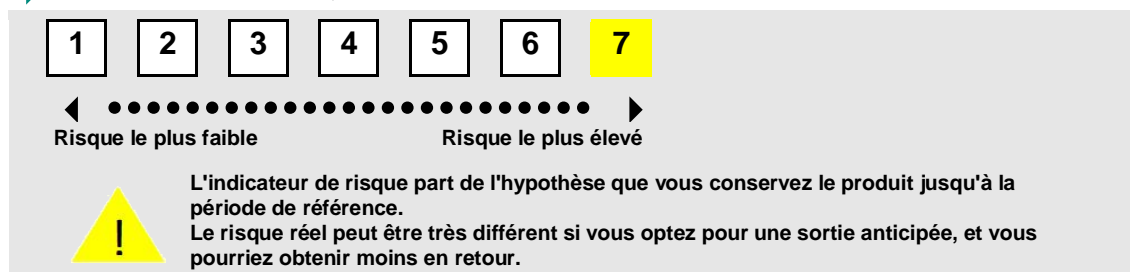 1 2 3 4 5 6 7
Risque le plus faible Risque le plus élevé
L'indicateur de risque part de l'hypothèse que vous conservez le produit jusqu'à la
période de référence.
Le risque réel peut être très différent si vous optez pour une sortie anticipée, et vous
pourriez obtenir moins en retour.
!